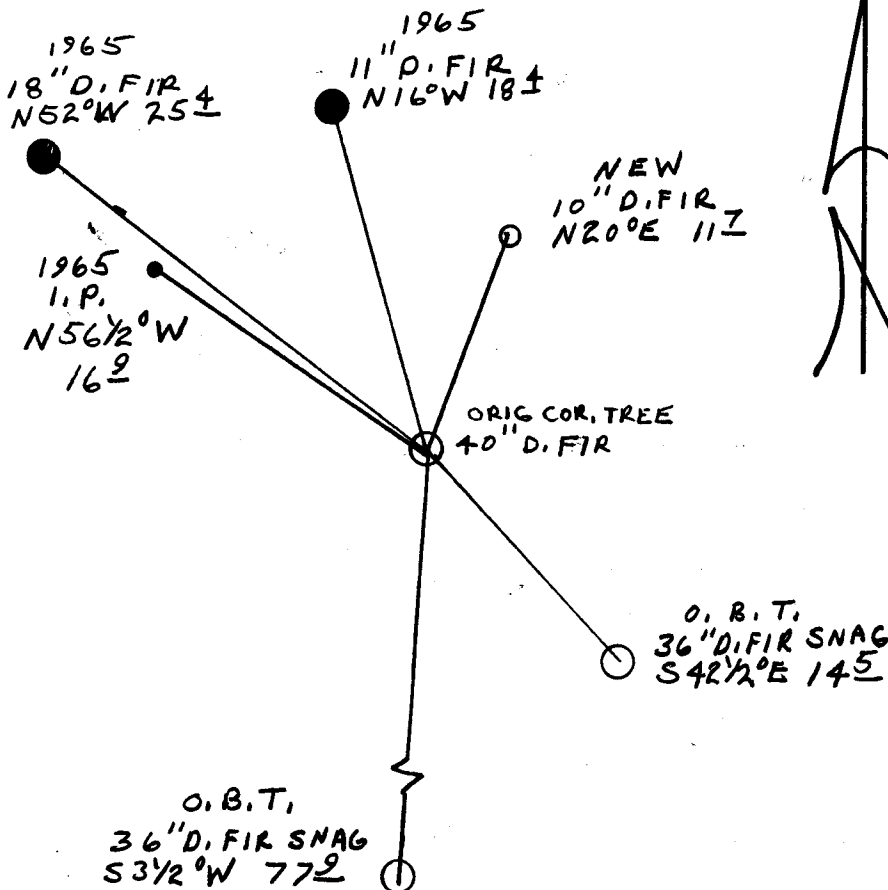 1965
18" D. FIR
N52°W 25 4
1965
11" D. FIR
N16°W 18 4
NEW
10" D. FIR
N20°E 11 7
1965
I. P.
N56½°W
16 9
ORIG COR. TREE
40" D. FIR
O. B. T.
36" D. FIR SNAG
S42½°E 14 5
O. B. T.
36" D. FIR SNAG
S3½°W 77 9